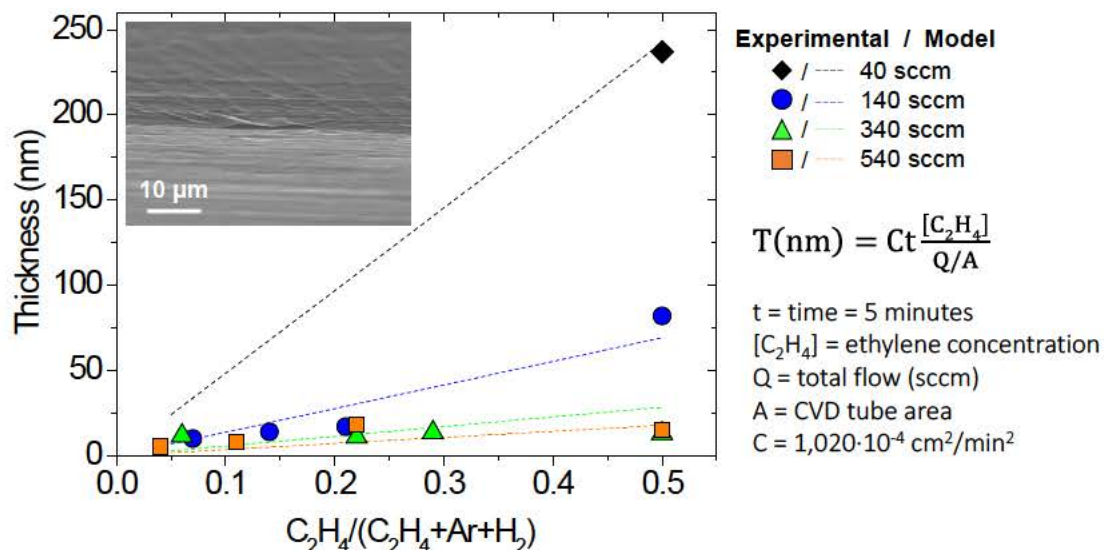 250
200
150
100
50
0
Thickness (nm)
10 µm
0.0 0.1 0.2 0.3 0.4 0.5
C₂H₄/(C₂H₄+Ar+H₂)
Experimental / Model
/ 40 sccm
/ 140 sccm
/ 340 sccm
/ 540 sccm
T(nm) = Ct [C₂H₄] / Q/A
t = time = 5 minutes
[C₂H₄] = ethylene concentration
Q = total flow (sccm)
A = CVD tube area
C = 1,020·10⁻⁴ cm²/min²